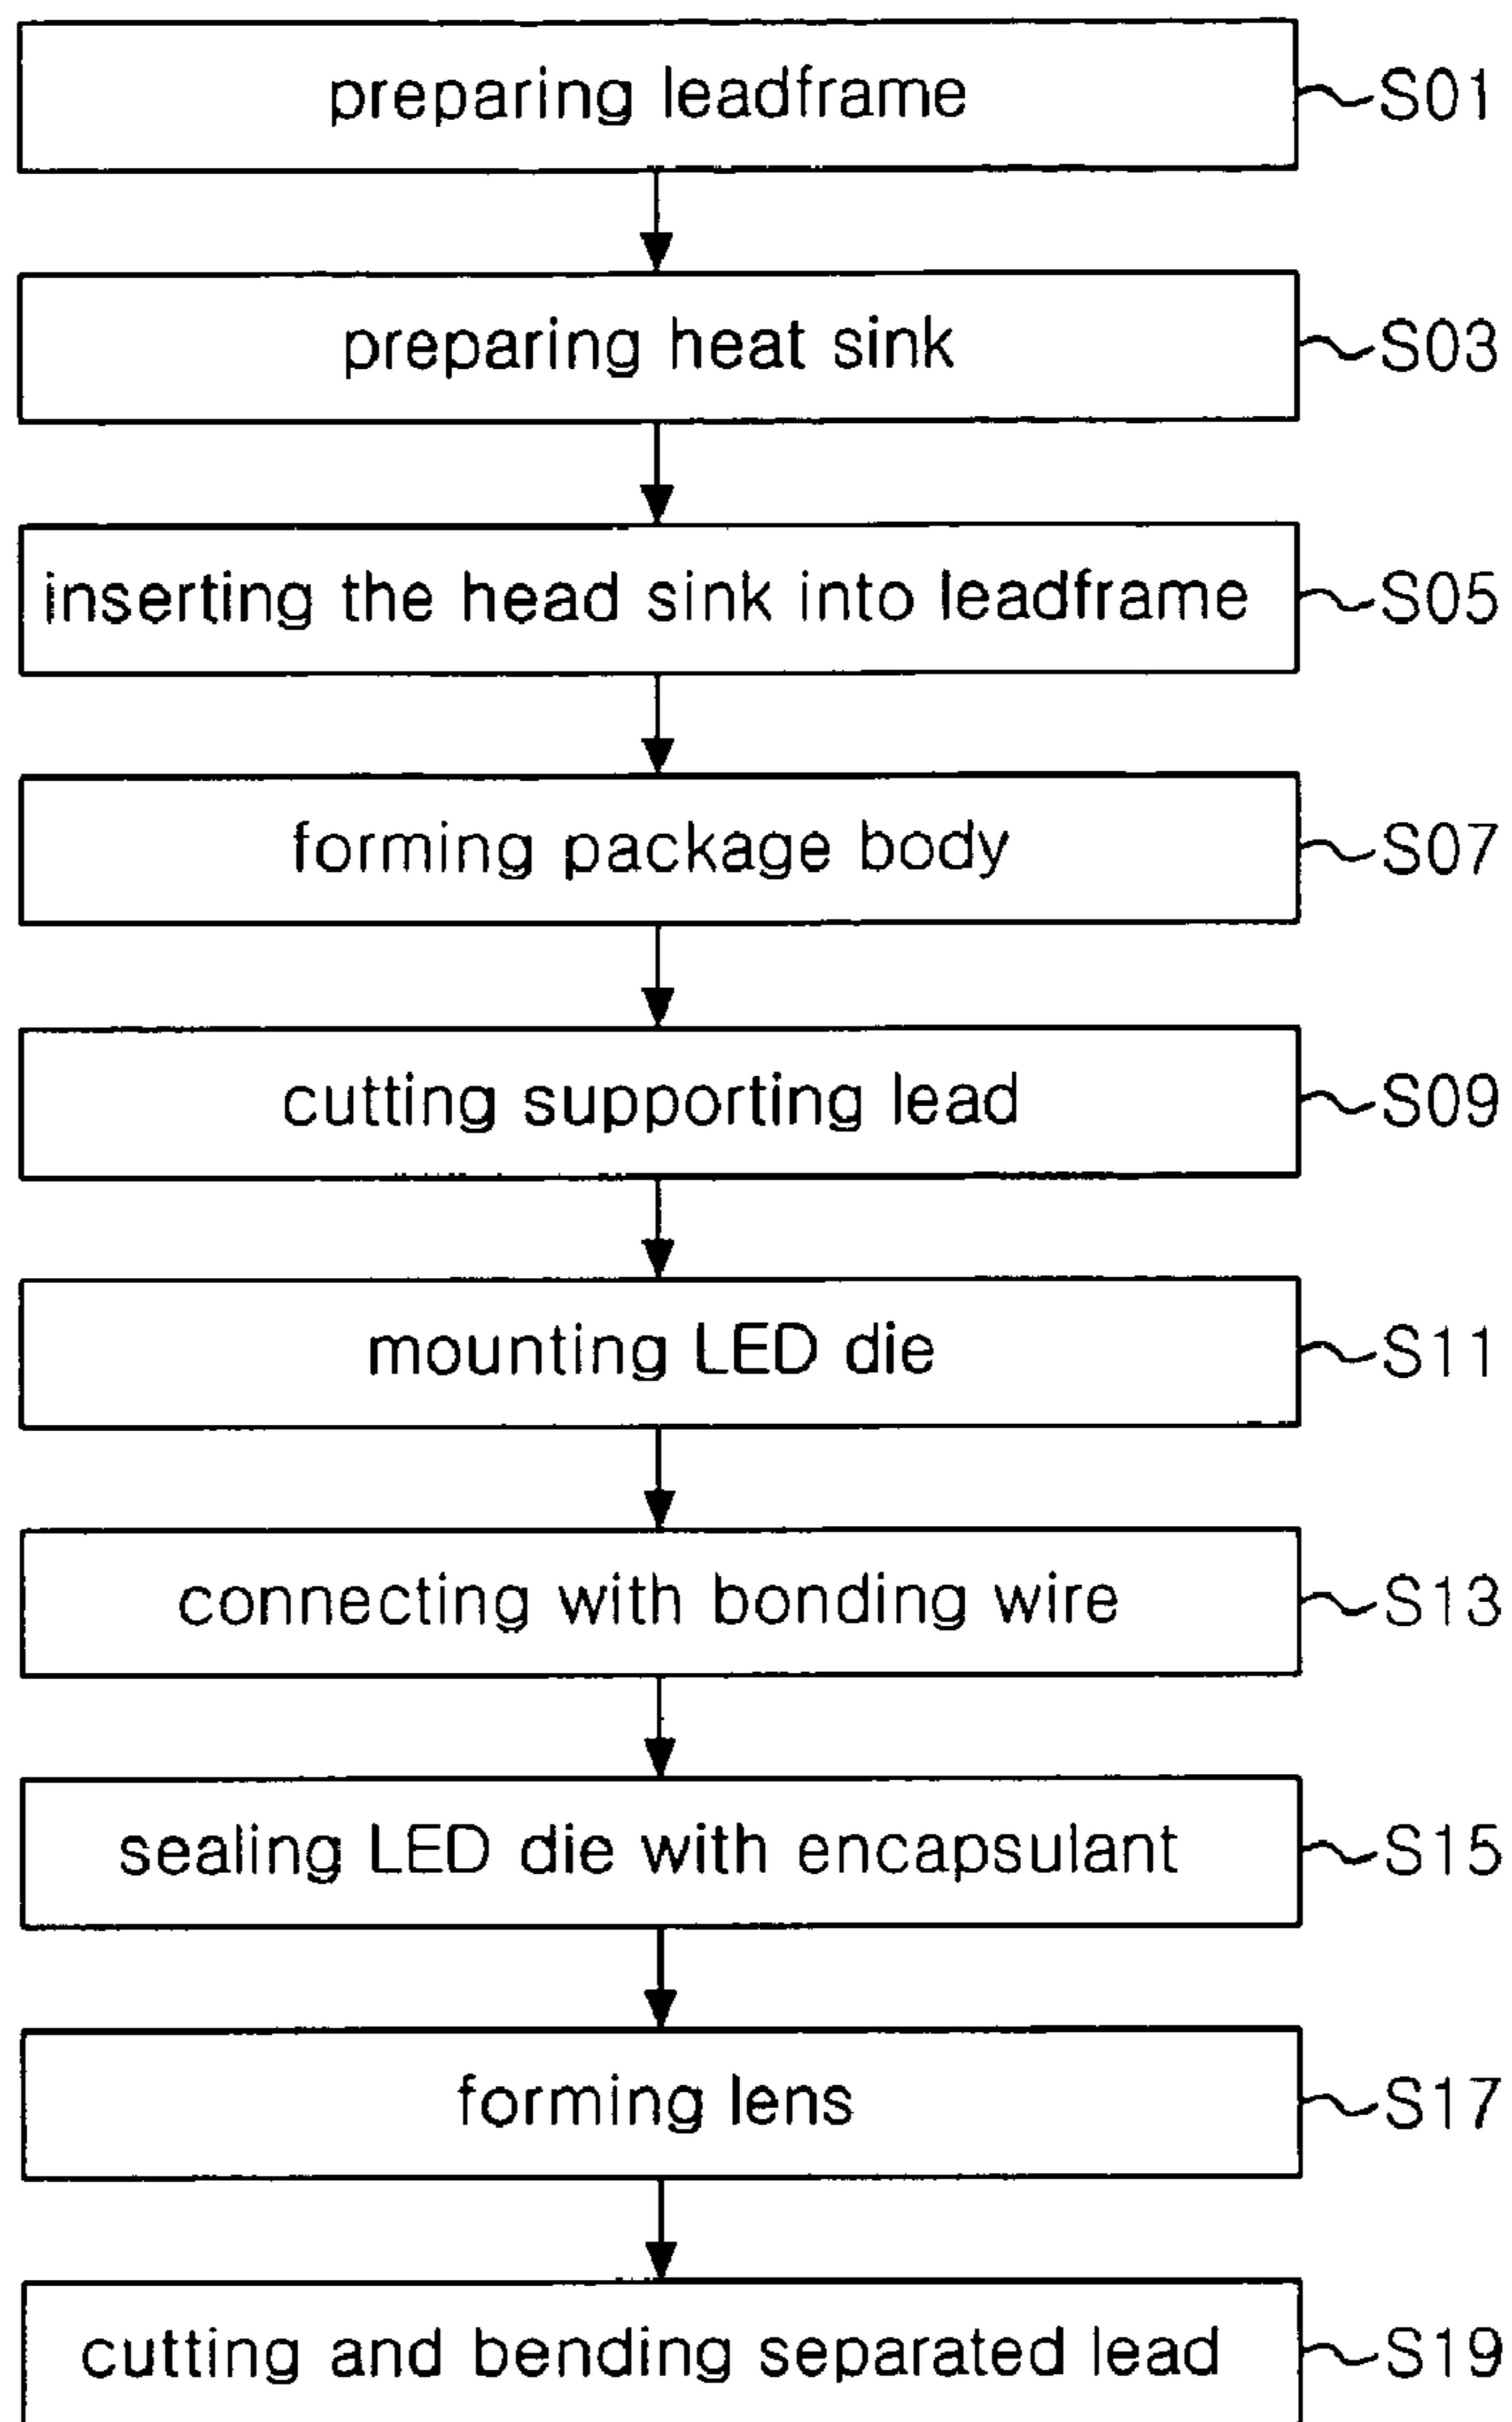 preparing leadframe S01
preparing heat sink S03
inserting the head sink into leadframe S05
forming package body S07
cutting supporting lead S09
mounting LED die S11
connecting with bonding wire S13
sealing LED die with encapsulant S15
forming lens S17
cutting and bending separated lead S19